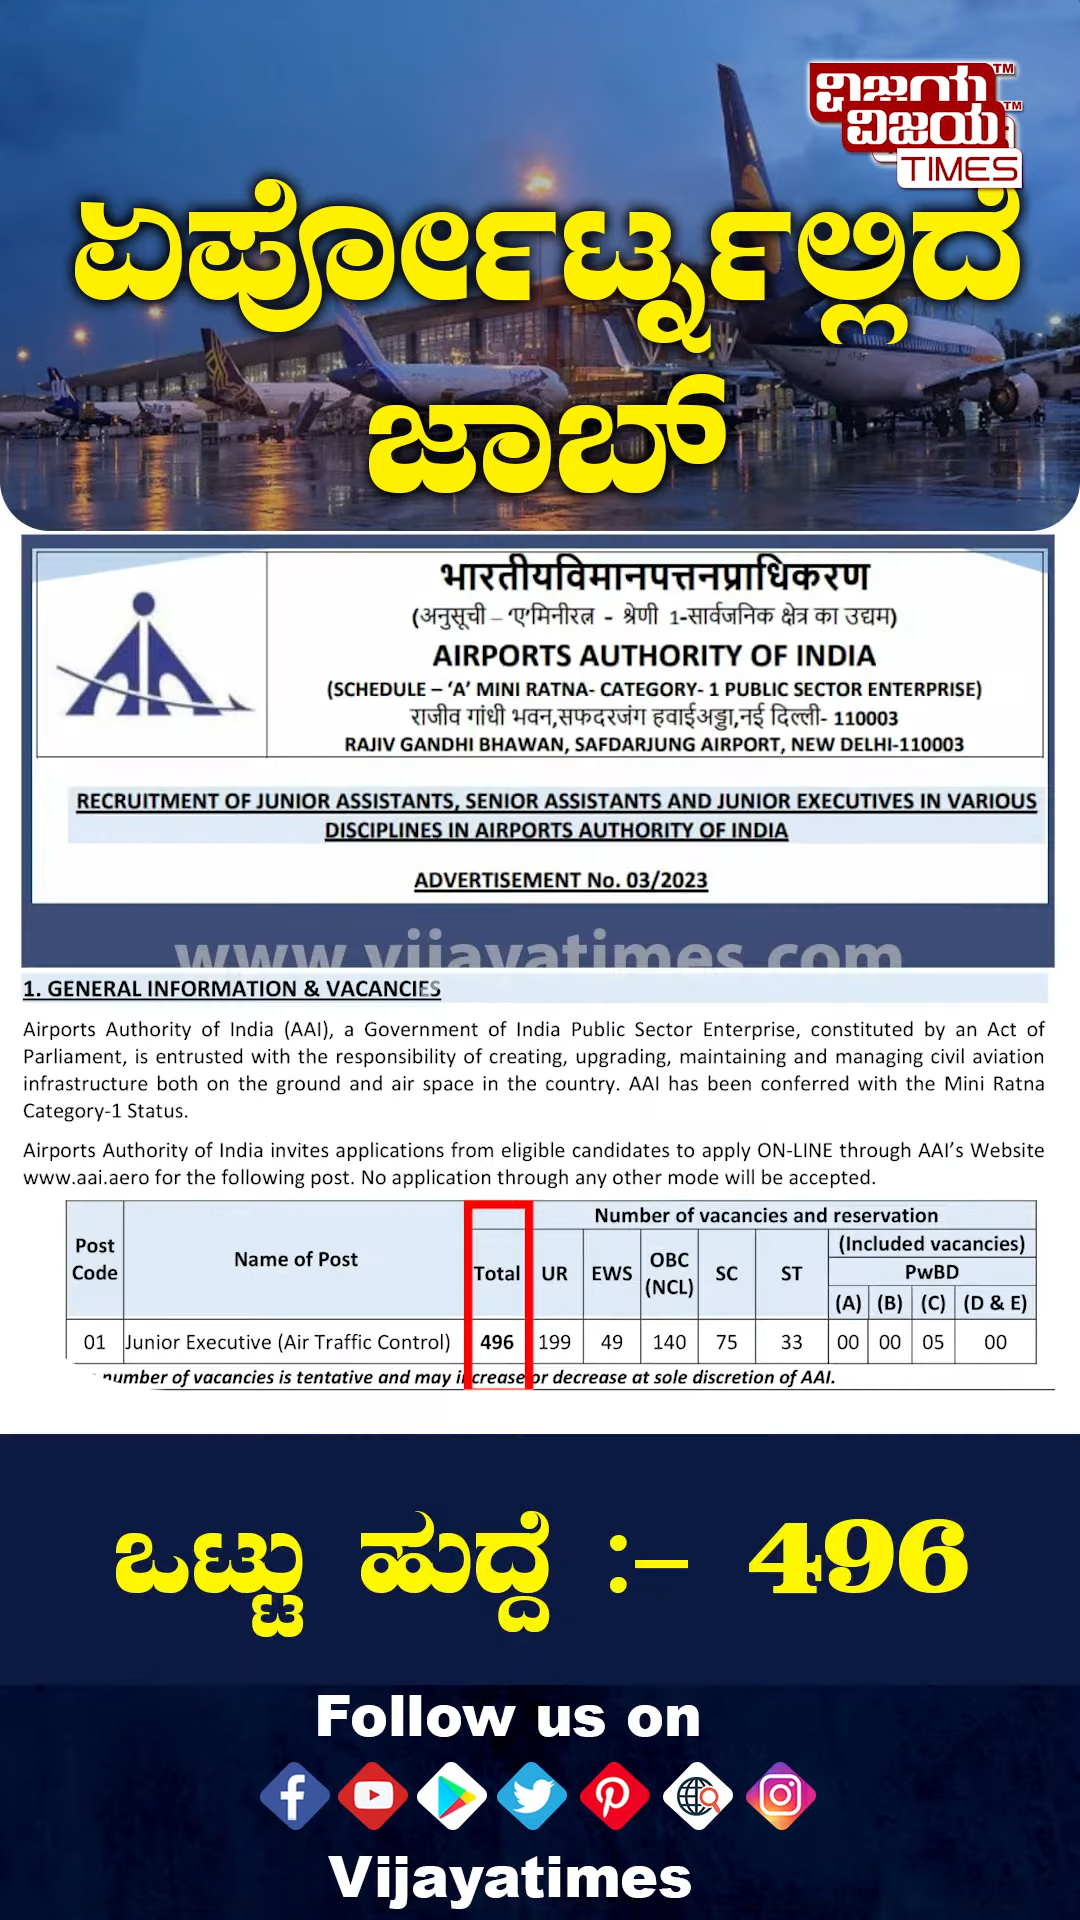 ವಿಜಯ TM
ವಿಜಯ TM
TIMES
ಏರ್ಪೋರ್ಟ್ನಲ್ಲಿದೆ
ಜಾಬ್
भारतीयविमानपत्तनप्राधिकरण
(अनुसूची – ‘ए’मिनीरत्न - श्रेणी 1-सार्वजनिक क्षेत्र का उद्यम)
AIRPORTS AUTHORITY OF INDIA
(SCHEDULE – ‘A’ MINI RATNA- CATEGORY- 1 PUBLIC SECTOR ENTERPRISE)
राजीव गांधी भवन,सफदरजंग हवाईअड्डा,नई दिल्ली- 110003
RAJIV GANDHI BHAWAN, SAFDARJUNG AIRPORT, NEW DELHI-110003
RECRUITMENT OF JUNIOR ASSISTANTS, SENIOR ASSISTANTS AND JUNIOR EXECUTIVES IN VARIOUS
DISCIPLINES IN AIRPORTS AUTHORITY OF INDIA
ADVERTISEMENT No. 03/2023
www.vijayatimes.com
1. GENERAL INFORMATION & VACANCIES
Airports Authority of India (AAI), a Government of India Public Sector Enterprise, constituted by an Act of
Parliament, is entrusted with the responsibility of creating, upgrading, maintaining and managing civil aviation
infrastructure both on the ground and air space in the country. AAI has been conferred with the Mini Ratna
Category-1 Status.
Airports Authority of India invites applications from eligible candidates to apply ON-LINE through AAI’s Website
www.aai.aero for the following post. No application through any other mode will be accepted.
Post Code Name of Post Total Number of vacancies and reservation
UR EWS OBC (NCL) SC ST (Included vacancies)
PwBD
(A) (B) (C) (D & E)
01 Junior Executive (Air Traffic Control) 496 199 49 140 75 33 00 00 05 00
number of vacancies is tentative and may increase or decrease at sole discretion of AAI.
ಒಟ್ಟು ಹುದ್ದೆ :– 496
Follow us on
Vijayatimes